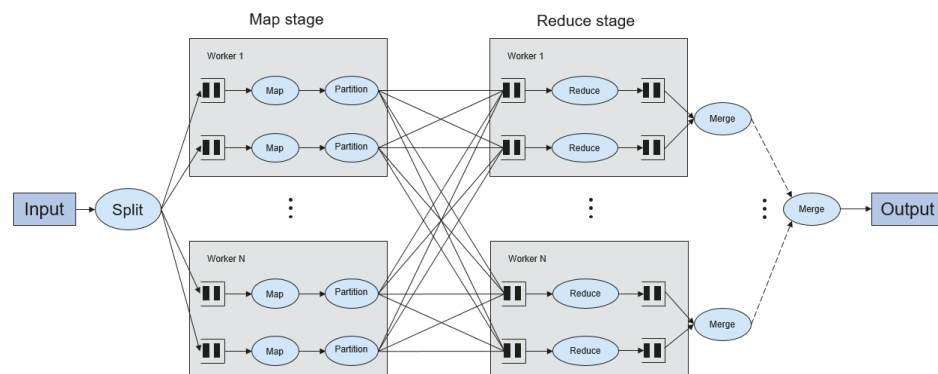 Map stage
Reduce stage
Worker 1
Worker 1
Map
Partition
Reduce
Merge
Map
Partition
Reduce
Input
Split
Merge
Output
Worker N
Worker N
Map
Partition
Reduce
Merge
Map
Partition
Reduce